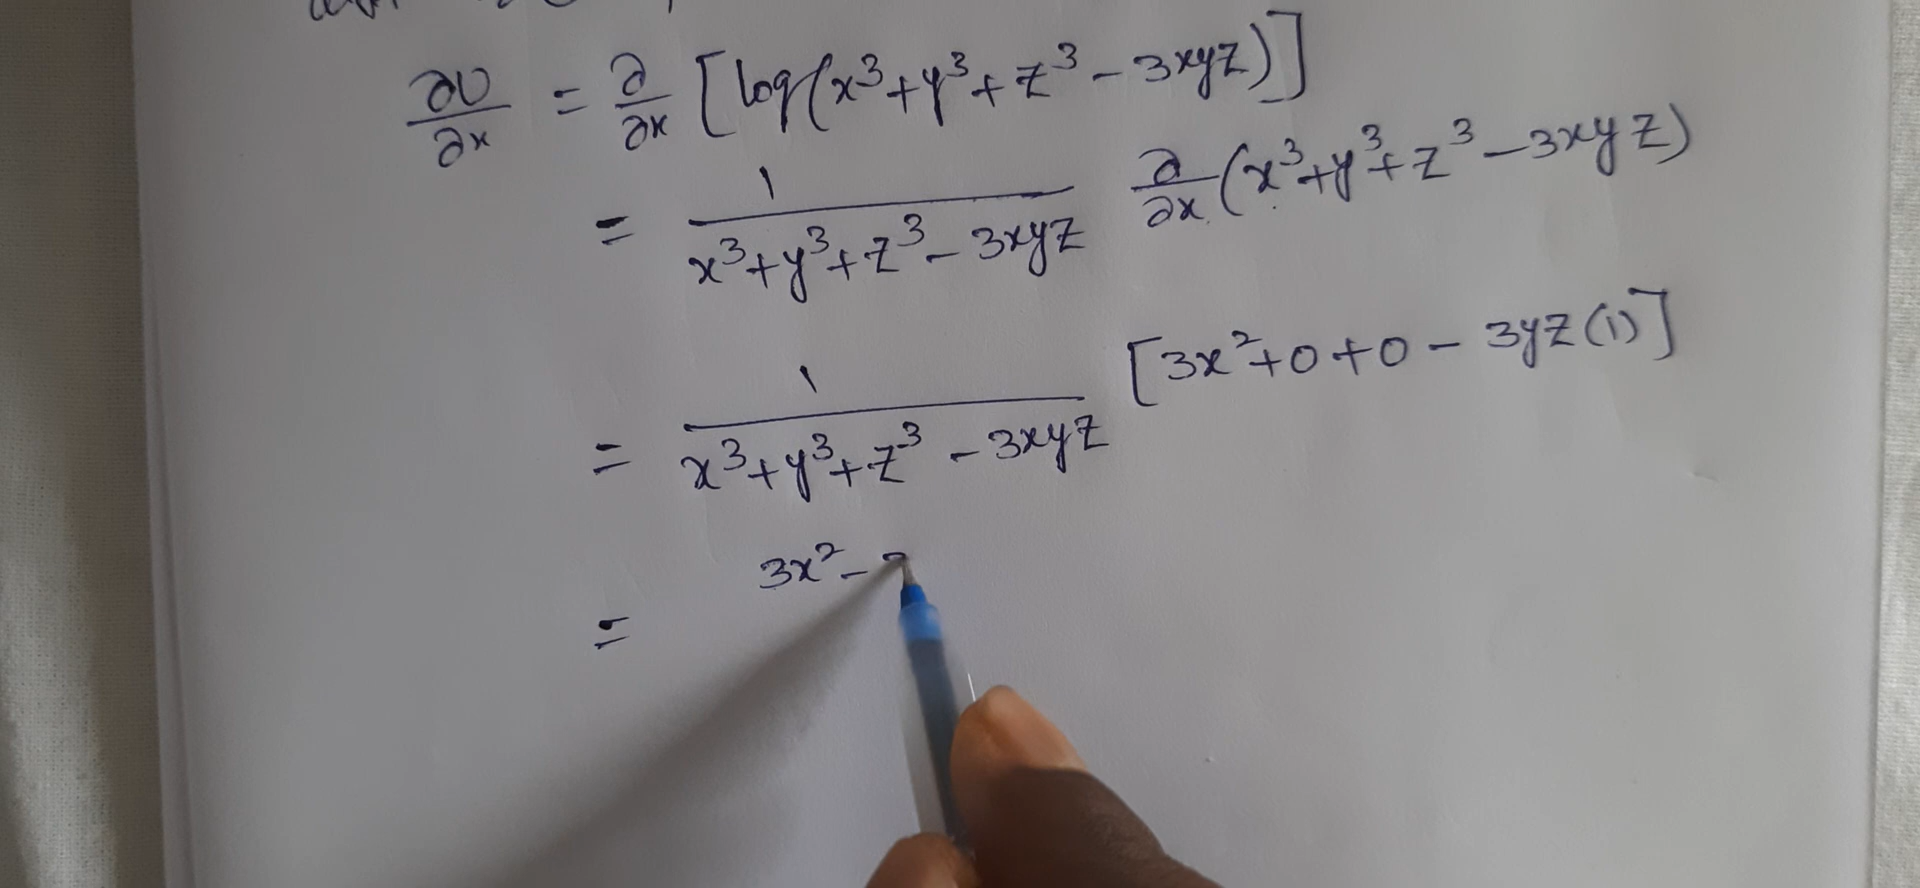 ∂U/∂x = ∂/∂x [log(x³+y³+z³-3xyz)]
= 1/(x³+y³+z³-3xyz) ∂/∂x (x³+y³+z³-3xyz)
= 1/(x³+y³+z³-3xyz) [3x²+0+0-3yz(1)]
= 3x²-